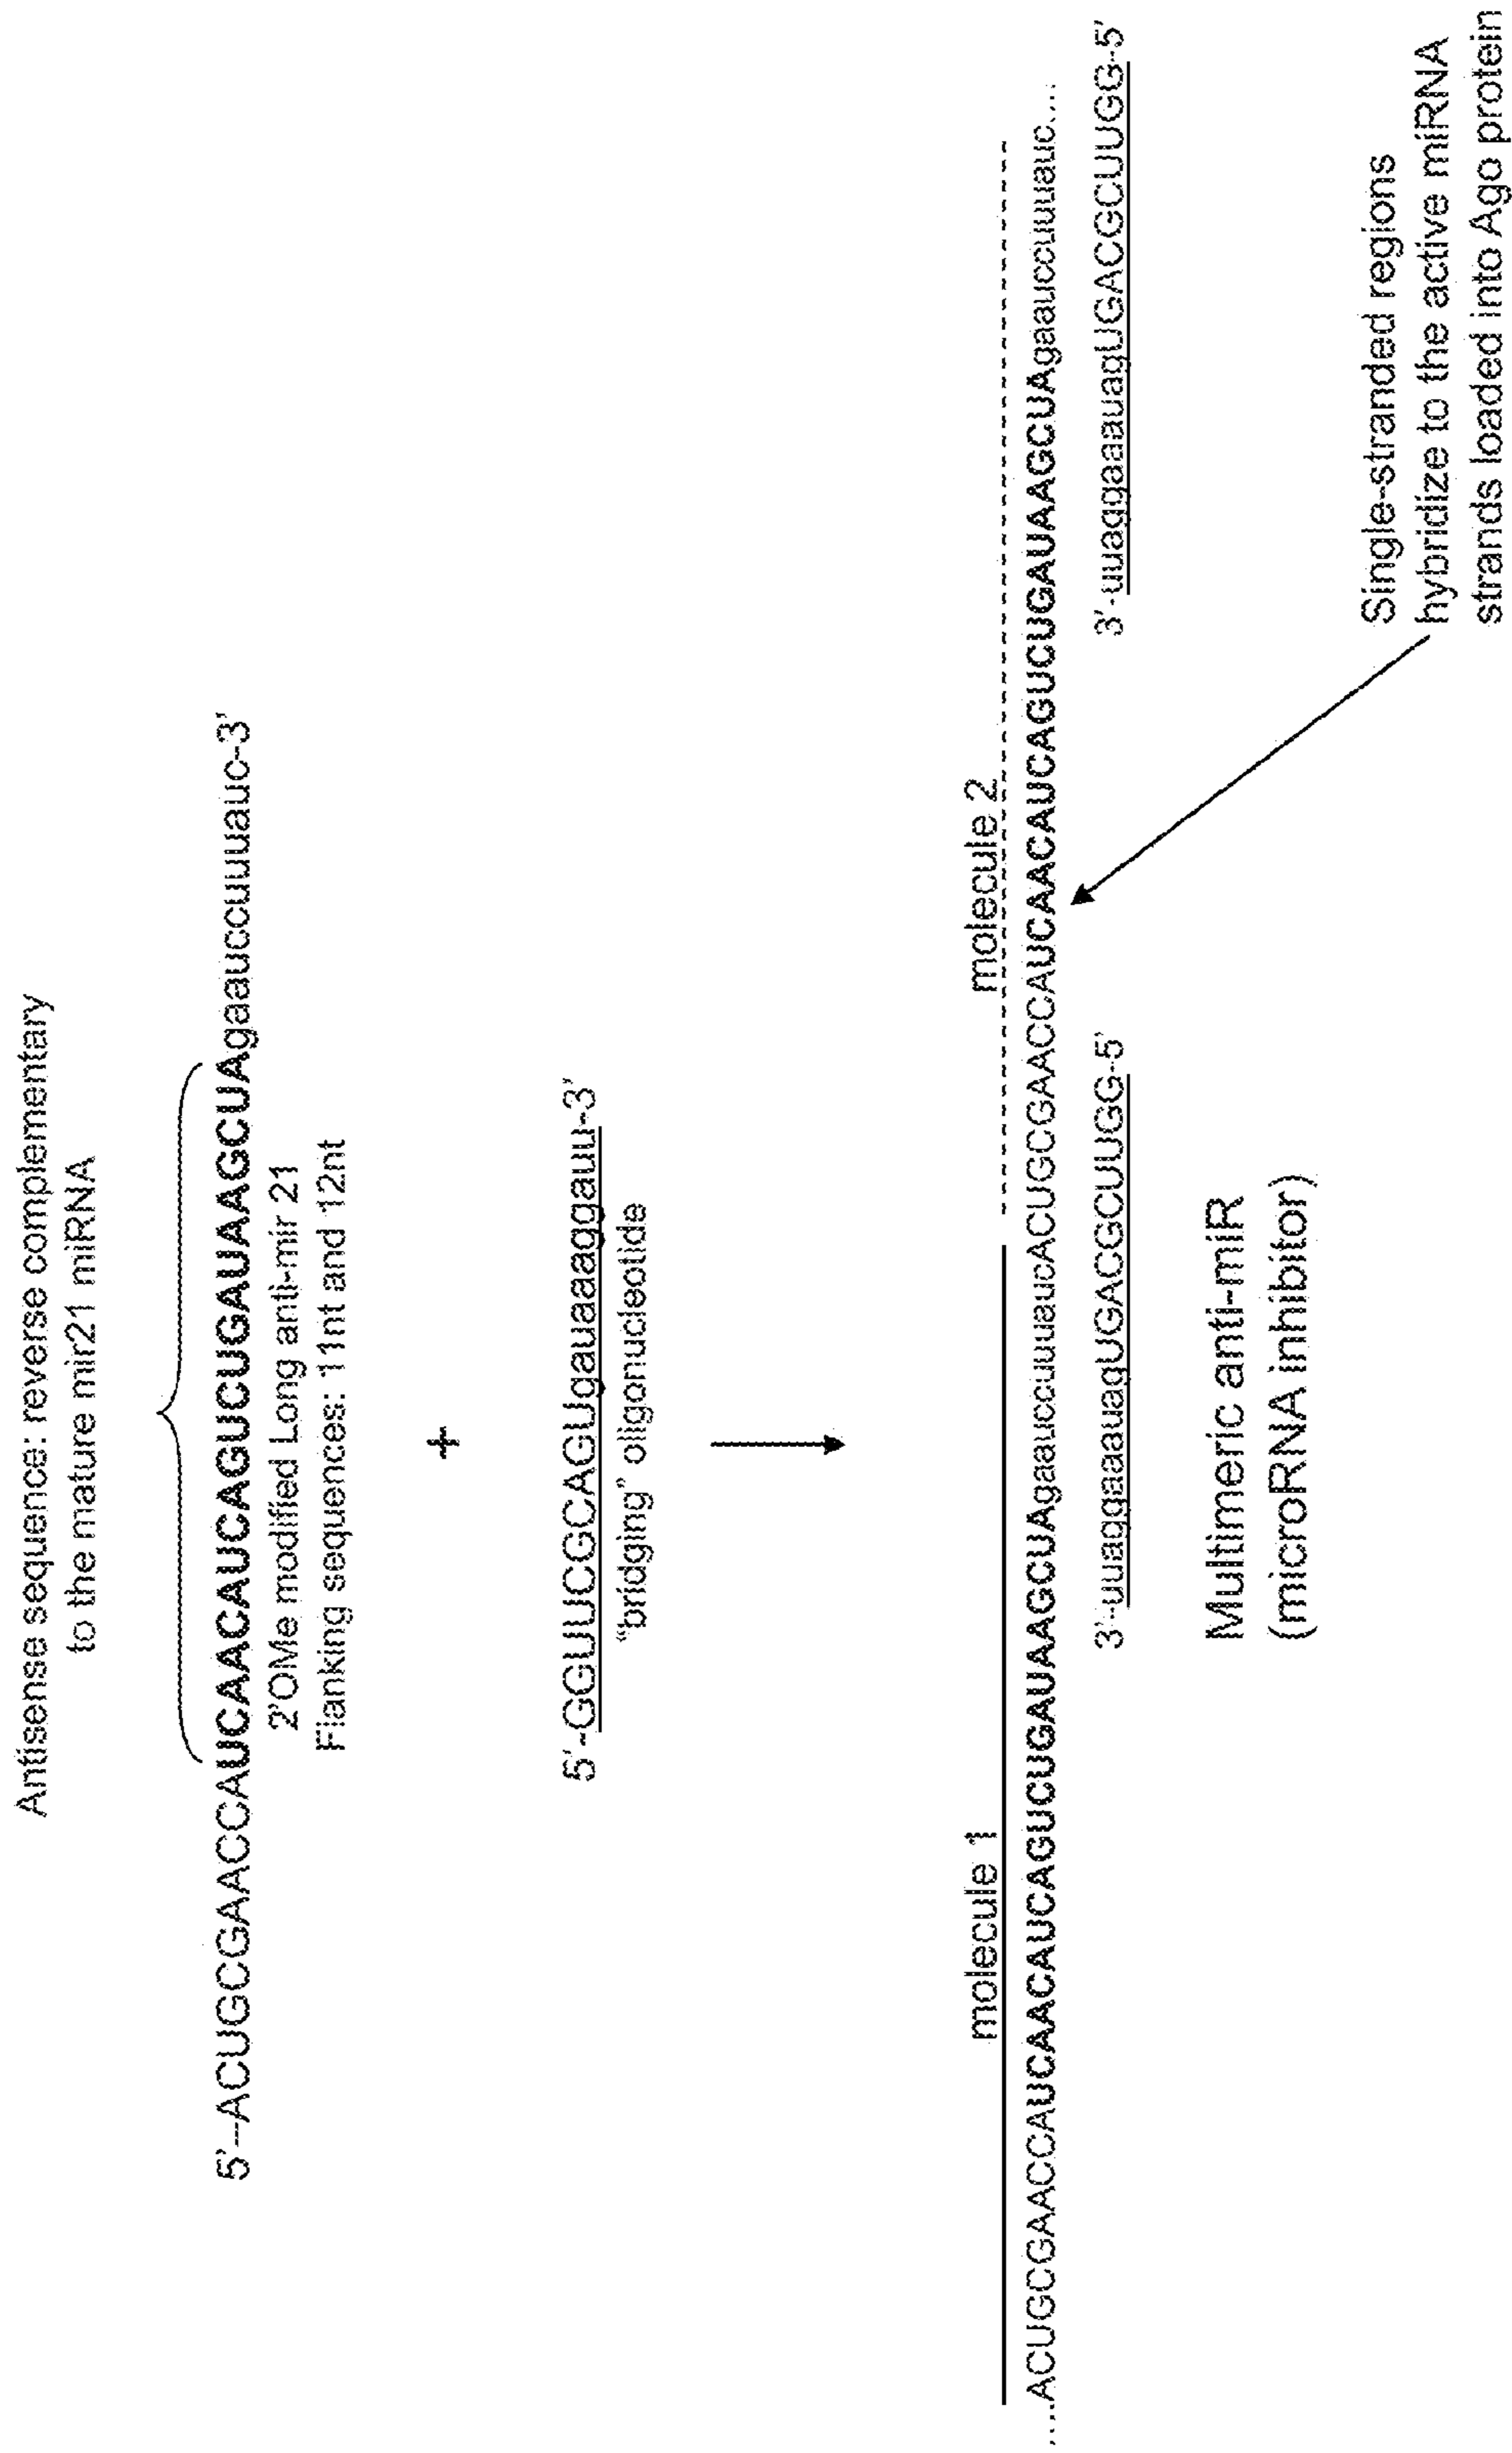 Antisense sequence: reverse complementary
to the mature mir21 miRNA
5'--ACUGCGAACCAUCAACAUCAGUCUGAUAAGCUAgaauccuuuauc-3'
2'OMe modified Long anti-mir 21
Flanking sequences: 11nt and 12nt
+
5'-GGUUCGCAGUgauaaaggauu-3'
"bridging" oligonucleotide
molecule 1 molecule 2
.....ACUGCGAACCAUCAACAUCAGUCUGAUAAGCUAgaauccuuuaucACUGCGAACCAUCAACAUCAGUCUGAUAAGCUAgaauccuuuauc....
3'-uuaggaaauagUGACGCUUGG-5' 3'-uuaggaaauagUGACGCUUGG-5'
Multimeric anti-miR
(microRNA inhibitor)
Single-stranded regions
hybridize to the active miRNA
strands loaded into Ago protein